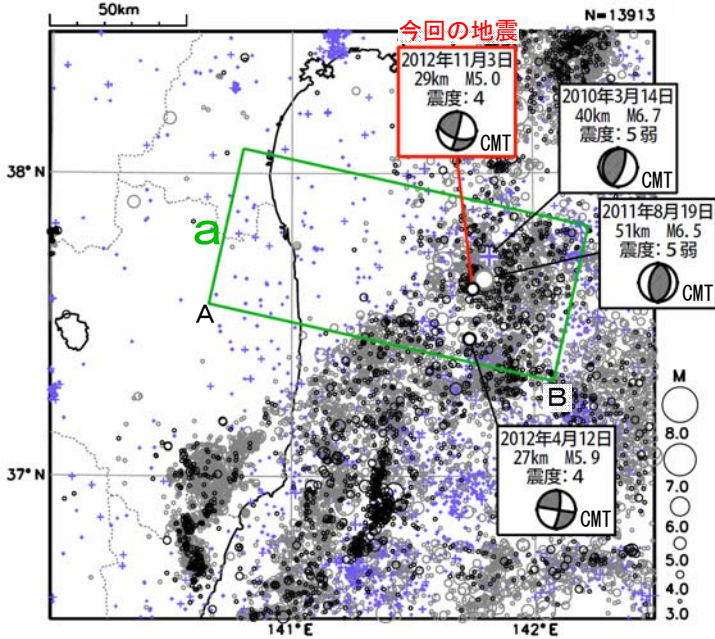 50km
N=13913
今回の地震
2012年11月3日
29km M5.0
震度:4
CMT
2010年3月14日
40km M6.7
震度:5弱
CMT
38°N
2011年8月19日
51km M6.5
震度:5弱
CMT
a
A
B
M
8.0
7.0
6.0
5.0
4.0
3.0
2012年4月12日
27km M5.9
震度:4
CMT
37°N
141°E
142°E